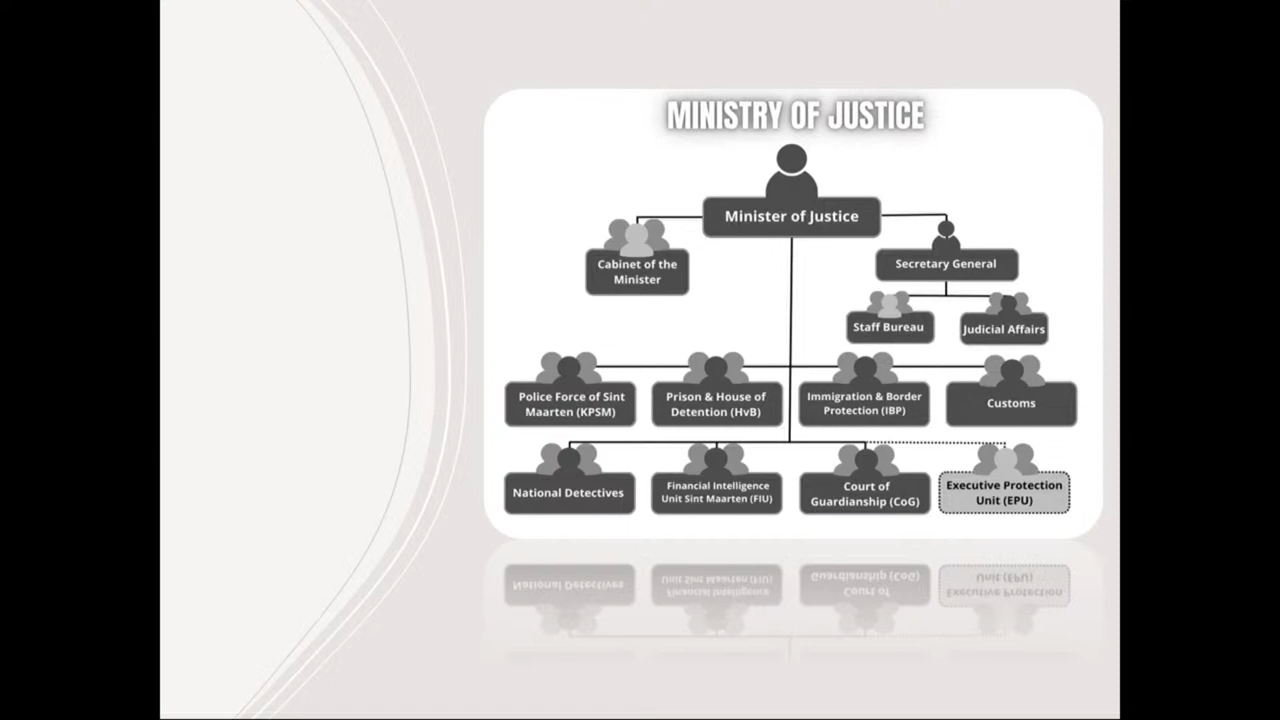 MINISTRY OF JUSTICE
Minister of Justice
Cabinet of the
Minister
Secretary General
Staff Bureau
Judicial Affairs
Police Force of Sint
Maarten (KPSM)
Prison & House of
Detention (HvB)
Immigration & Border
Protection (IBP)
Customs
National Detectives
Financial Intelligence
Unit Sint Maarten (FIU)
Court of
Guardianship (CoG)
Executive Protection
Unit (EPU)